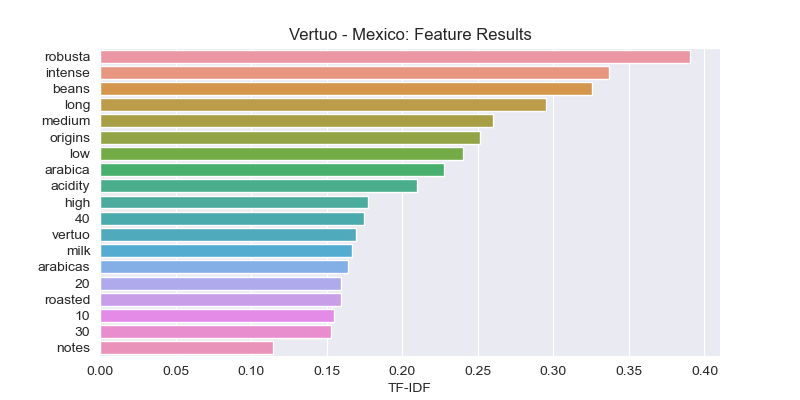 Vertuo - Mexico: Feature Results
robusta
intense
beans
long
medium
origins
low
arabica
acidity
high
40
vertuo
milk
arabicas
20
roasted
10
30
notes
0.00 0.05 0.10 0.15 0.20 0.25 0.30 0.35 0.40
TF-IDF